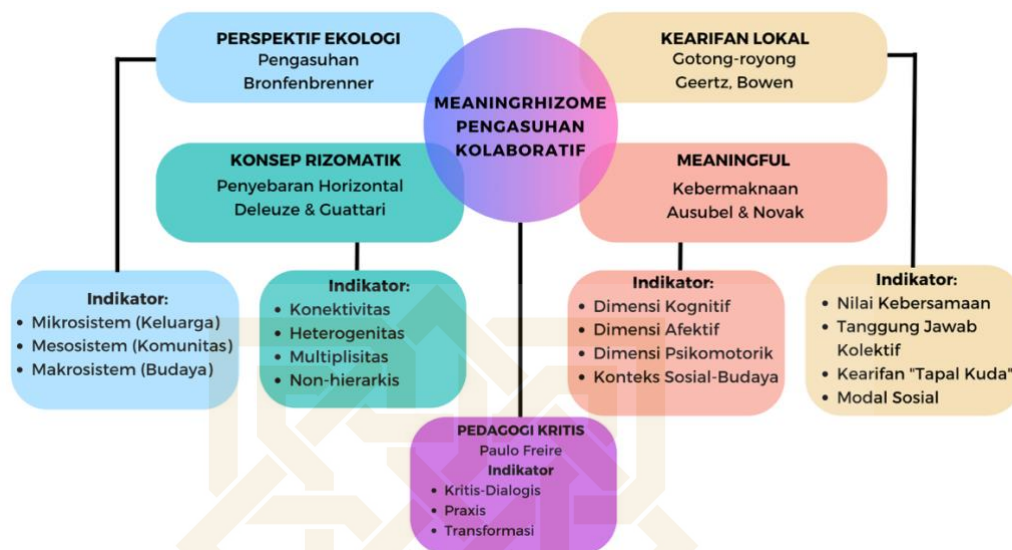 PERSPEKTIF EKOLOGI
Pengasuhan
Bronfenbrenner
MEANINGRHIZOME
PENGASUHAN
KOLABORATIF
KEARIFAN LOKAL
Gotong-royong
Geertz, Bowen
KONSEP RIZOMATIK
Penyebaran Horizontal
Deleuze & Guattari
MEANINGFUL
Kebermaknaan
Ausubel & Novak
Indikator:
• Mikrosistem (Keluarga)
• Mesosistem (Komunitas)
• Makrosistem (Budaya)
Indikator:
• Konektivitas
• Heterogenitas
• Multiplisitas
• Non-hierarkis
Indikator:
• Dimensi Kognitif
• Dimensi Afektif
• Dimensi Psikomotorik
• Konteks Sosial-Budaya
Indikator:
• Nilai Kebersamaan
• Tanggung Jawab
Kolektif
• Kearifan "Tapal Kuda"
• Modal Sosial
PEDAGOGI KRITIS
Paulo Freire
Indikator
• Kritis-Dialogis
• Praxis
• Transformasi